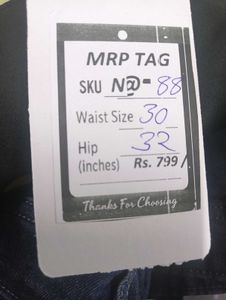 MRP TAG
SKU N@- 88
Waist Size 30
Hip 32
(inches) Rs. 799 /
Thanks For Choosing